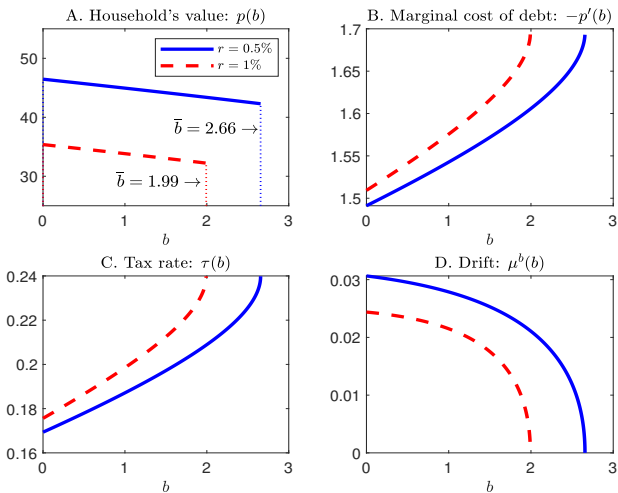 A. Household's value: p(b)
55
50
40
30
0
1
2
3
b
r = 0.5%
r = 1%
b̅ = 2.66 →
b̅ = 1.99 →
B. Marginal cost of debt: −p′(b)
1.7
1.65
1.6
1.55
1.5
0
1
2
3
b
C. Tax rate: τ(b)
0.24
0.22
0.2
0.18
0.16
0
1
2
3
b
D. Drift: μᵇ(b)
0.03
0.02
0.01
0
0
1
2
3
b